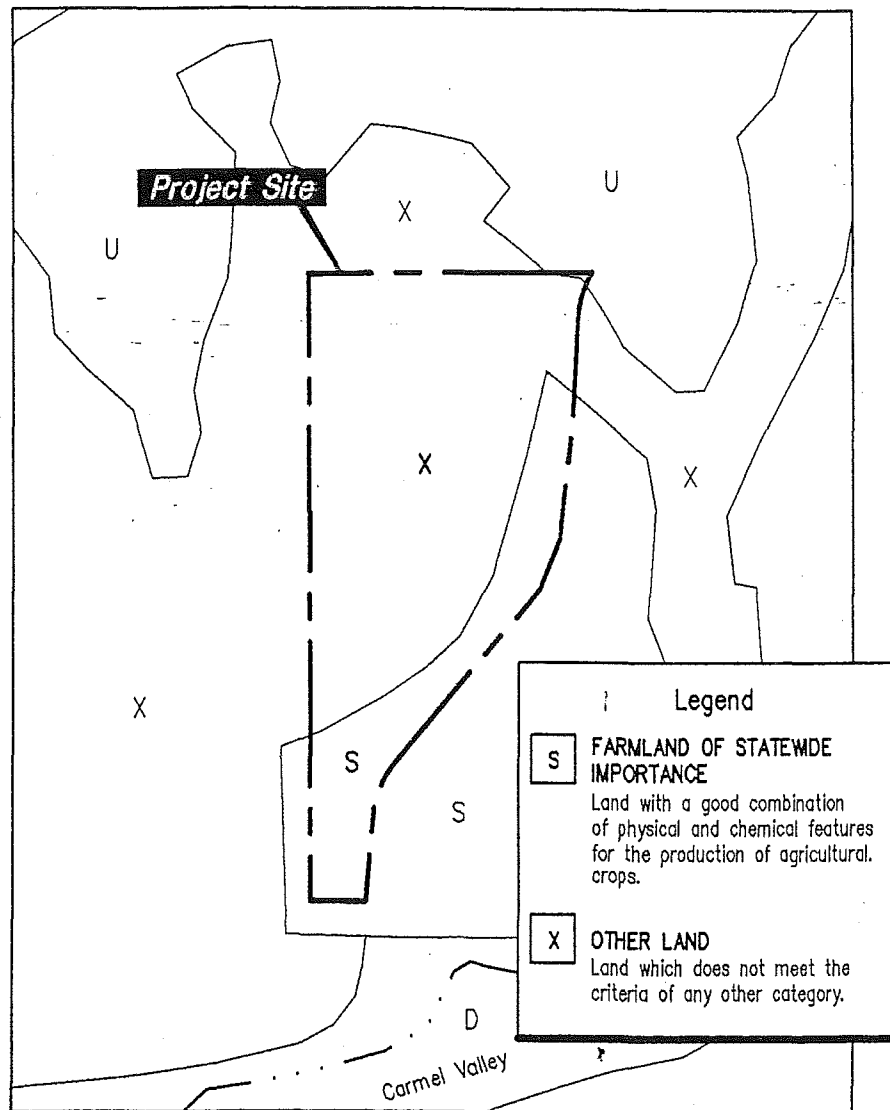 U
Project Site
X
U
X
X
X
S
S
Legend
S
FARMLAND OF STATEWIDE
IMPORTANCE
Land with a good combination
of physical and chemical features
for the production of agricultural.
crops.
X
OTHER LAND
Land which does not meet the
criteria of any other category.
D
Carmel Valley